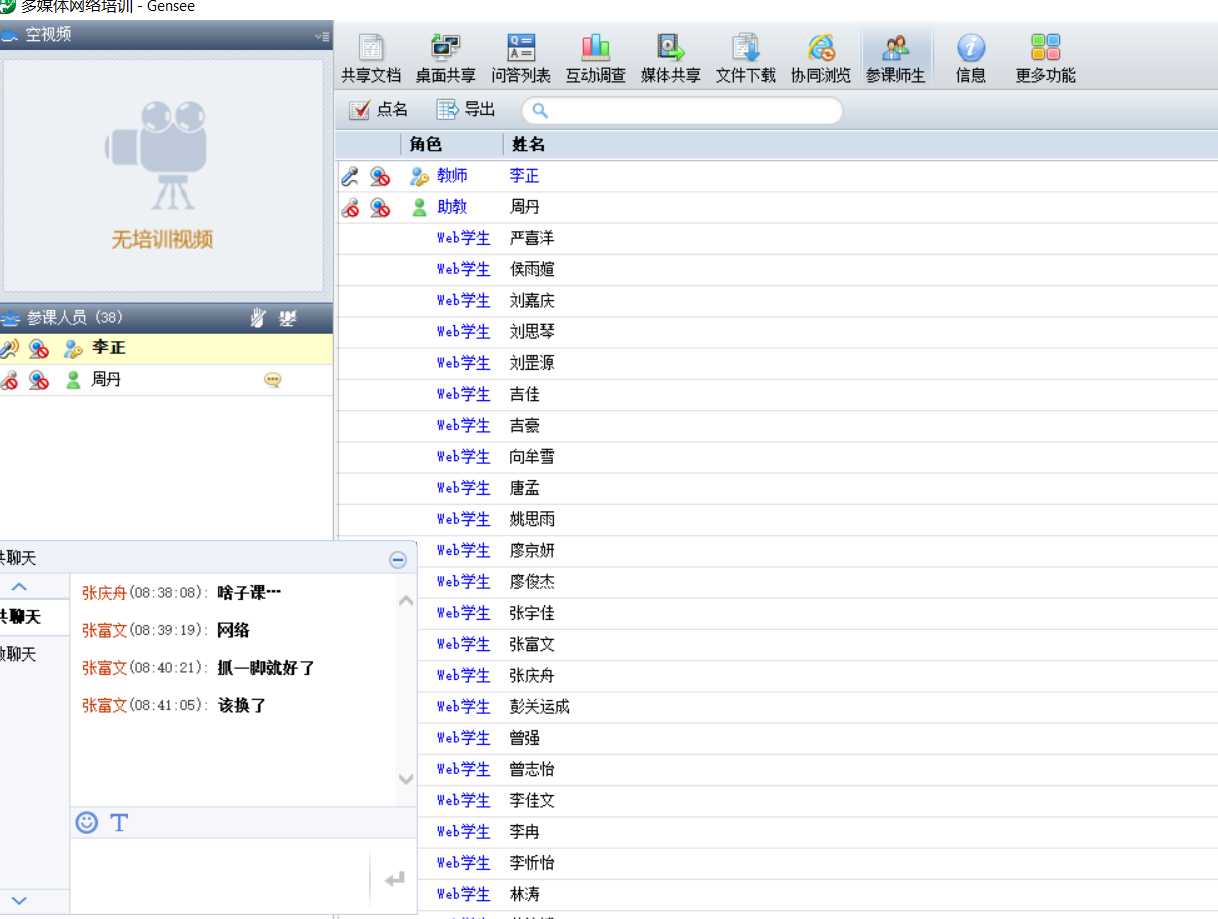 多媒体网络培训 - Gensee
空视频
无培训视频
参课人员 (38)
李正
周丹
共享文档 桌面共享 问答列表 互动调查 媒体共享 文件下载 协同浏览 参课师生 信息 更多功能
点名 导出
角色 姓名
教师 李正
助教 周丹
Web学生 严喜洋
Web学生 侯雨媗
Web学生 刘嘉庆
Web学生 刘思琴
Web学生 刘罡源
Web学生 吉佳
Web学生 吉豪
Web学生 向牟雪
Web学生 唐孟
Web学生 姚思雨
Web学生 廖京妍
Web学生 廖俊杰
Web学生 张宇佳
Web学生 张富文
Web学生 张庆舟
Web学生 彭关运成
Web学生 曾强
Web学生 曾志怡
Web学生 李佳文
Web学生 李冉
Web学生 李忻怡
Web学生 林涛
聊天
聊天
聊天
张庆舟(08:38:08): 啥子课…
张富文(08:39:19): 网络
张富文(08:40:21): 抓一脚就好了
张富文(08:41:05): 该换了